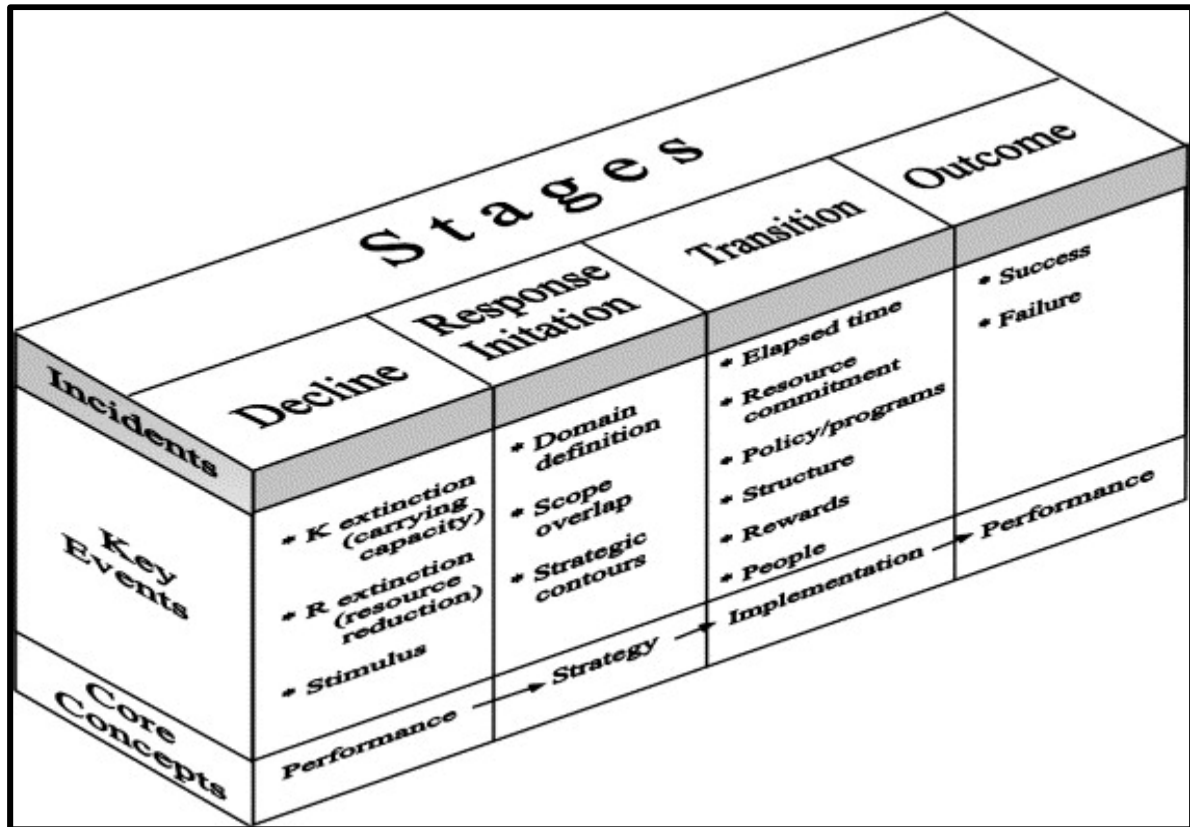 Stages
Decline
Response
Initation
Transition
Outcome
Incidents
Key
Events
* K extinction
(carrying
capacity)
* R extinction
(resource
reduction)
* Stimulus
* Domain
definition
* Scope
overlap
* Strategic
contours
* Elapsed time
* Resource
commitment
* Policy/programs
* Structure
* Rewards
* People
* Success
* Failure
Core
Concepts
Performance
Strategy
Implementation
Performance